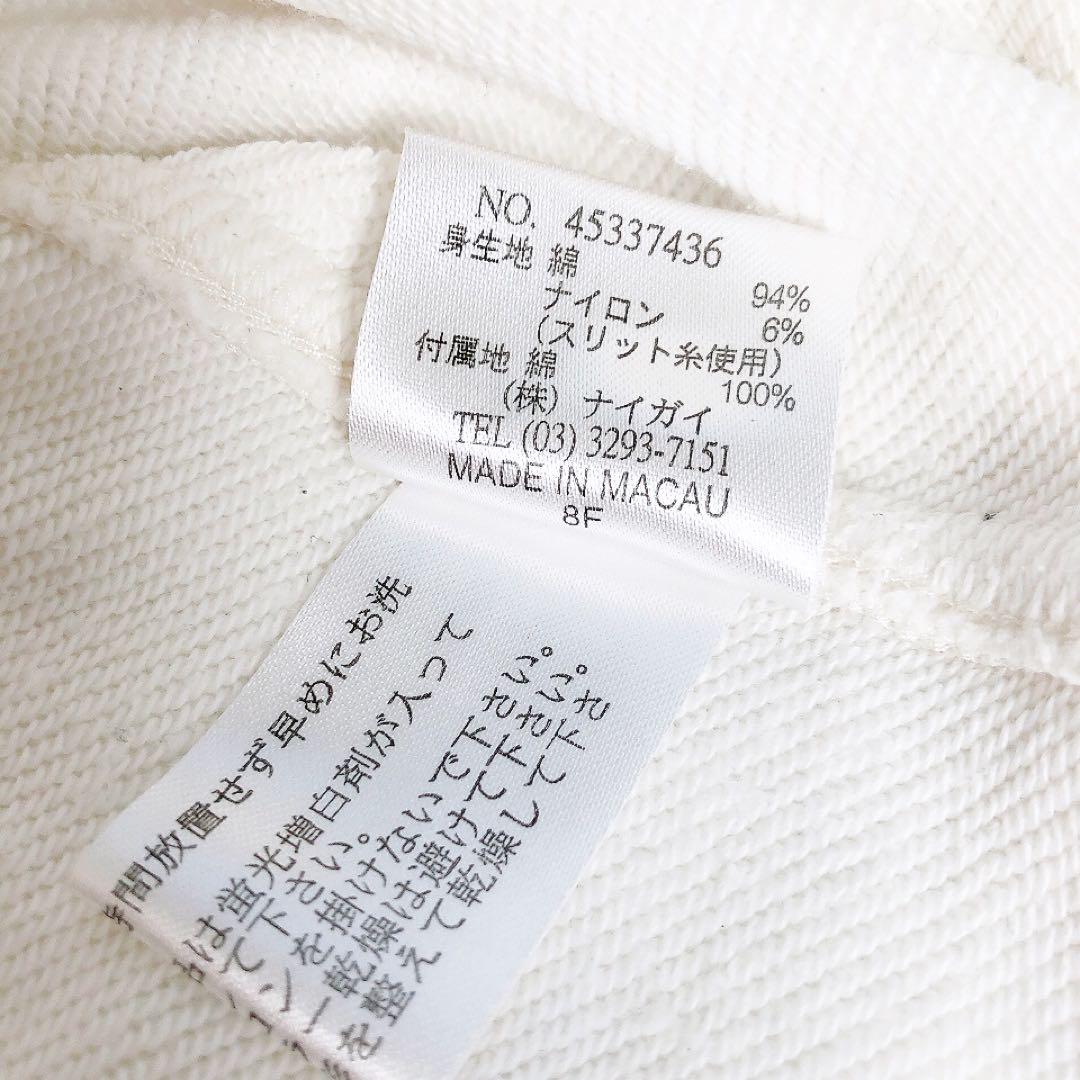 NO. 45337436
身生地 綿 94%
ナイロン 6%
(スリット糸使用)
付属地 綿 100%
(株) ナイガイ
TEL (03) 3293-7151
MADE IN MACAU
8F
間放置せず早めにお洗
は蛍光増白剤が入って
て下さい。
を掛けないで下さい。
乾燥は避けて下さい。
を整えて乾燥して下さ